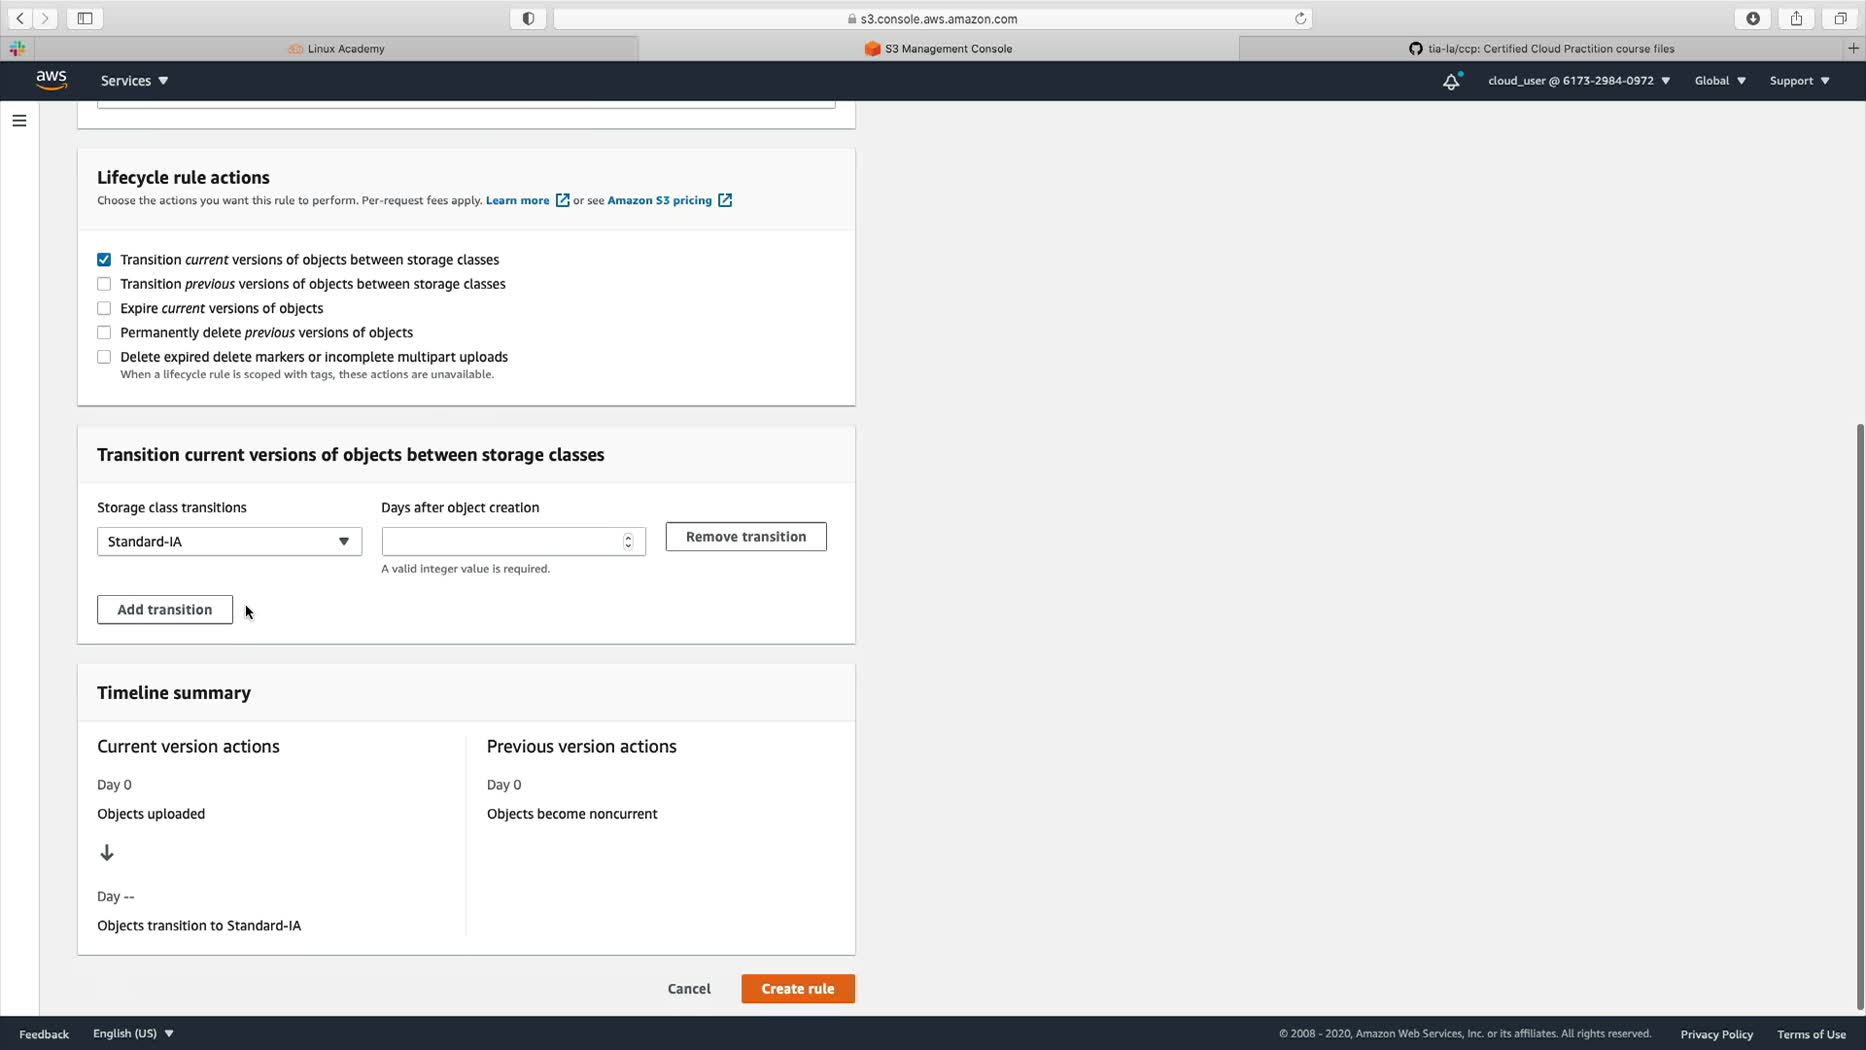 s3.console.aws.amazon.com
Linux Academy
S3 Management Console
tia-la/ccp: Certified Cloud Practition course files
aws
Services
cloud_user @ 6173-2984-0972
Global
Support
Lifecycle rule actions
Choose the actions you want this rule to perform. Per-request fees apply. Learn more or see Amazon S3 pricing
Transition current versions of objects between storage classes
Transition previous versions of objects between storage classes
Expire current versions of objects
Permanently delete previous versions of objects
Delete expired delete markers or incomplete multipart uploads
When a lifecycle rule is scoped with tags, these actions are unavailable.
Transition current versions of objects between storage classes
Storage class transitions
Days after object creation
Standard-IA
Remove transition
A valid integer value is required.
Add transition
Timeline summary
Current version actions
Previous version actions
Day 0
Day 0
Objects uploaded
Objects become noncurrent
Day --
Objects transition to Standard-IA
Cancel
Create rule
Feedback
English (US)
© 2008 - 2020, Amazon Web Services, Inc. or its affiliates. All rights reserved.
Privacy Policy
Terms of Use